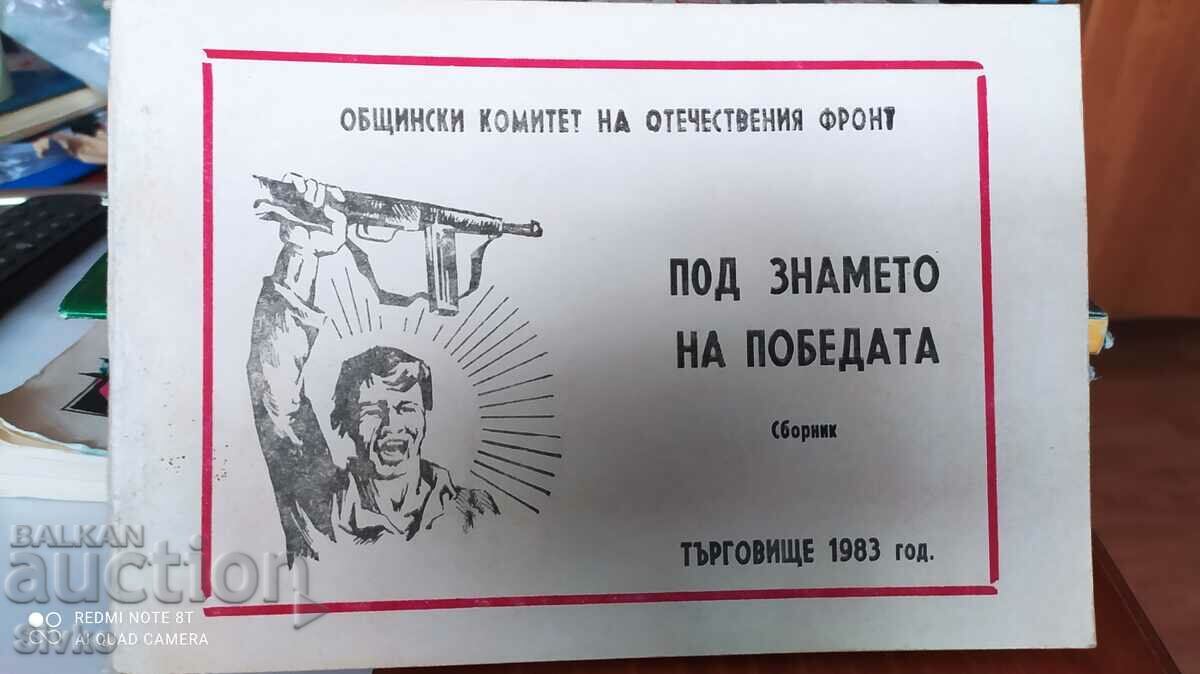 ОБЩИНСКИ КОМИТЕТ НА ОТЕЧЕСТВЕНИЯ ФРОНТ
ПОД ЗНАМЕТО
НА ПОБЕДАТА
Сборник
ТЪРГОВИЩЕ 1983 год.
BALKAN
auction
REDMI NOTE 8T
AI QUAD CAMERA
Sivko